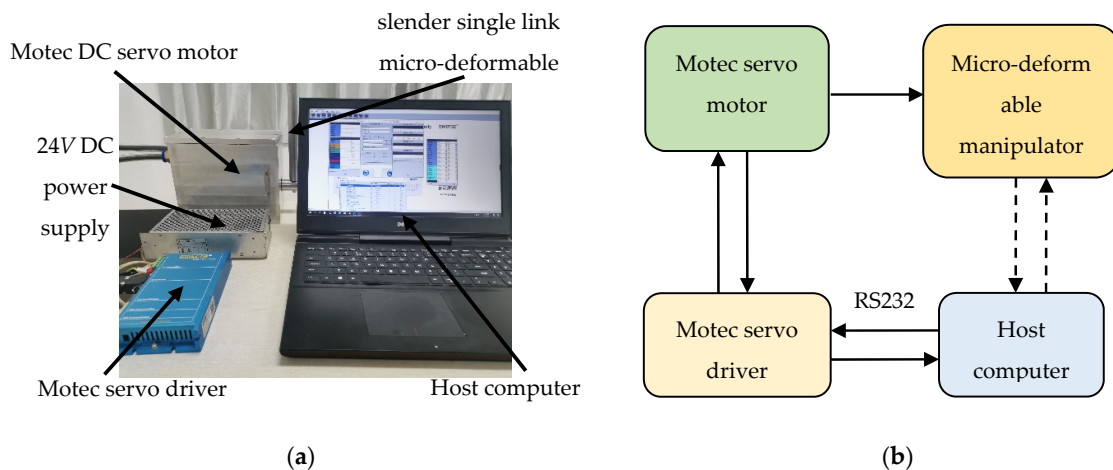 slender single link
micro-deformable
Motec DC servo motor
24V DC
power
supply
Motec servo driver
Host computer
(a)
Motec servo
motor
Micro-deform
able
manipulator
RS232
Motec servo
driver
Host
computer
(b)